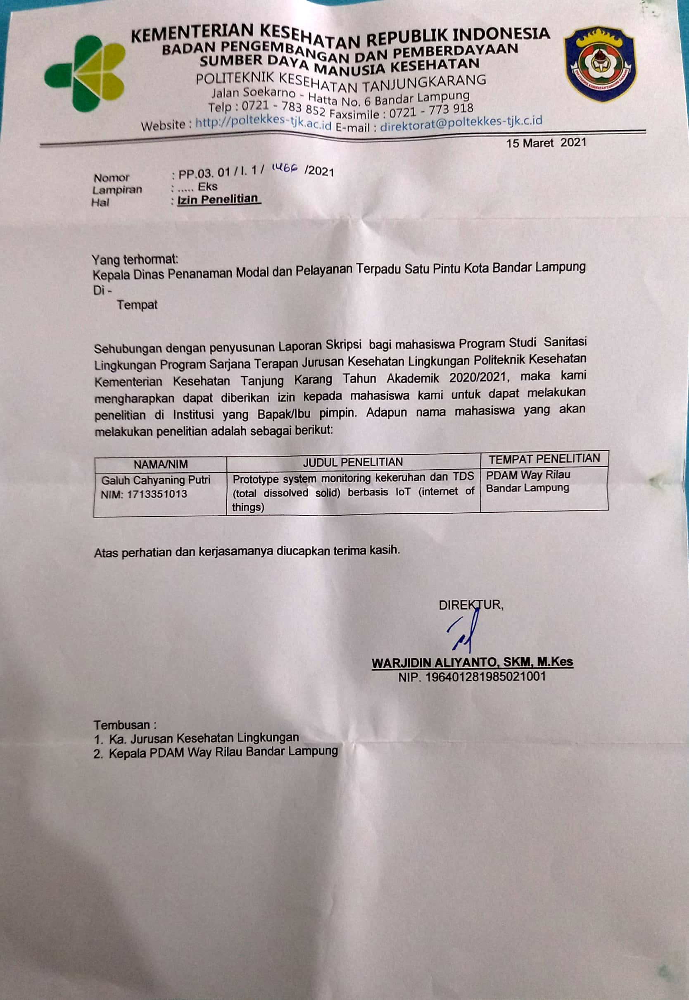 KEMENTERIAN KESEHATAN REPUBLIK INDONESIA
BADAN PENGEMBANGAN DAN PEMBERDAYAAN
SUMBER DAYA MANUSIA KESEHATAN
POLITEKNIK KESEHATAN TANJUNGKARANG
Jalan Soekarno - Hatta No. 6 Bandar Lampung
Telp : 0721 - 783 852 Faxsimile : 0721 - 773 918
Website : http://poltekkes-tjk.ac.id E-mail : direktorat@poltekkes-tjk.c.id
15 Maret 2021
Nomor : PP.03. 01 / I. 1 / 1466 /2021
Lampiran : ..... Eks
Hal : Izin Penelitian
Yang terhormat:
Kepala Dinas Penanaman Modal dan Pelayanan Terpadu Satu Pintu Kota Bandar Lampung
Di -
Tempat
Sehubungan dengan penyusunan Laporan Skripsi bagi mahasiswa Program Studi Sanitasi
Lingkungan Program Sarjana Terapan Jurusan Kesehatan Lingkungan Politeknik Kesehatan
Kementerian Kesehatan Tanjung Karang Tahun Akademik 2020/2021, maka kami
mengharapkan dapat diberikan izin kepada mahasiswa kami untuk dapat melakukan
penelitian di Institusi yang Bapak/Ibu pimpin. Adapun nama mahasiswa yang akan
melakukan penelitian adalah sebagai berikut:
NAMA/NIM JUDUL PENELITIAN TEMPAT PENELITIAN
Galuh Cahyaning Putri Prototype system monitoring kekeruhan dan TDS PDAM Way Rilau
NIM: 1713351013 (total dissolved solid) berbasis IoT (internet of Bandar Lampung
things)
Atas perhatian dan kerjasamanya diucapkan terima kasih.
DIREKTUR,
WARJIDIN ALIYANTO, SKM, M.Kes
NIP. 196401281985021001
Tembusan :
1. Ka. Jurusan Kesehatan Lingkungan
2. Kepala PDAM Way Rilau Bandar Lampung